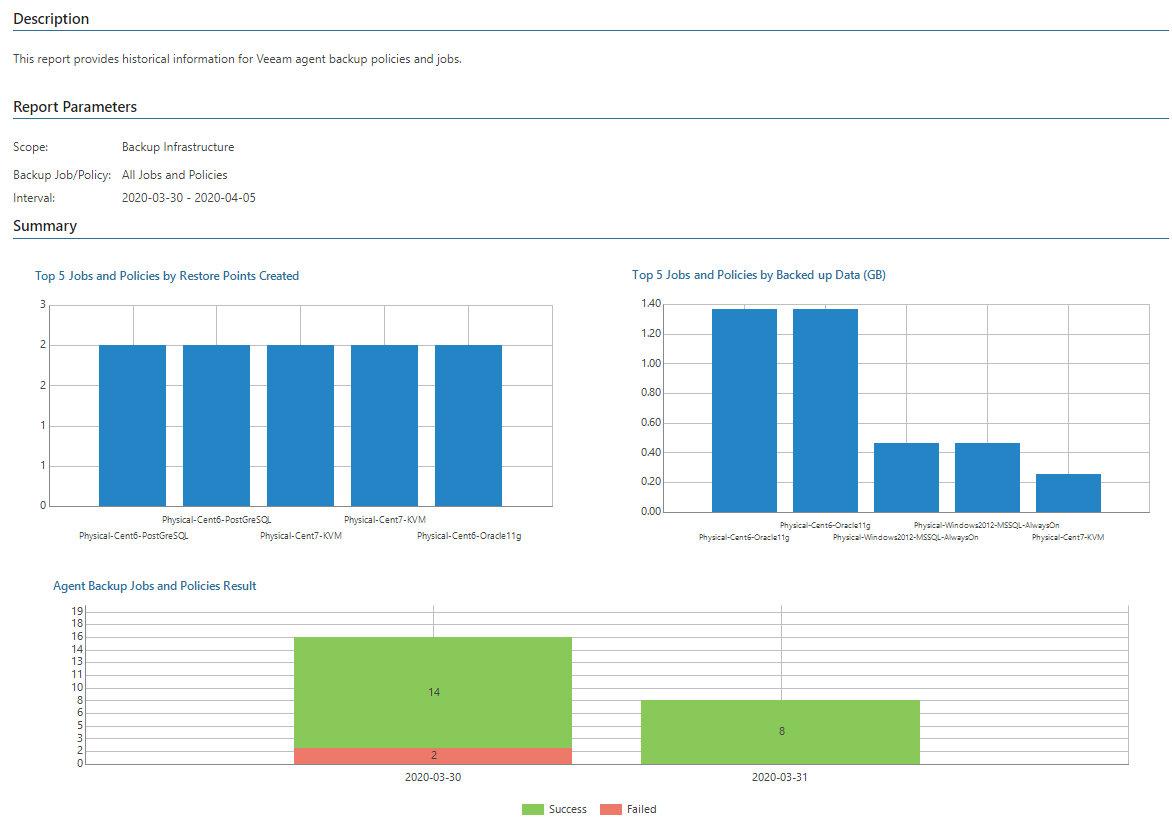 Description
This report provides historical information for Veeam agent backup policies and jobs.
Report Parameters
Scope: Backup Infrastructure
Backup Job/Policy: All Jobs and Policies
Interval: 2020-03-30 - 2020-04-05
Summary
Top 5 Jobs and Policies by Restore Points Created
3
2
2
1
1
0
Physical-Cent6-PostGreSQL Physical-Cent7-KVM
Physical-Cent6-PostGreSQL Physical-Cent7-KVM Physical-Cent6-Oracle11g
Top 5 Jobs and Policies by Backed up Data (GB)
1.40
1.20
1.00
0.80
0.60
0.40
0.20
0.00
Physical-Cent6-Oracle11g Physical-Windows2012-MSSQL-AlwaysOn
Physical-Cent6-Oracle11g Physical-Windows2012-MSSQL-AlwaysOn Physical-Cent7-KVM
Agent Backup Jobs and Policies Result
19
18
16
14
13
11
10
8
6
5
3
2
0
14
2
8
2020-03-30 2020-03-31
Success Failed